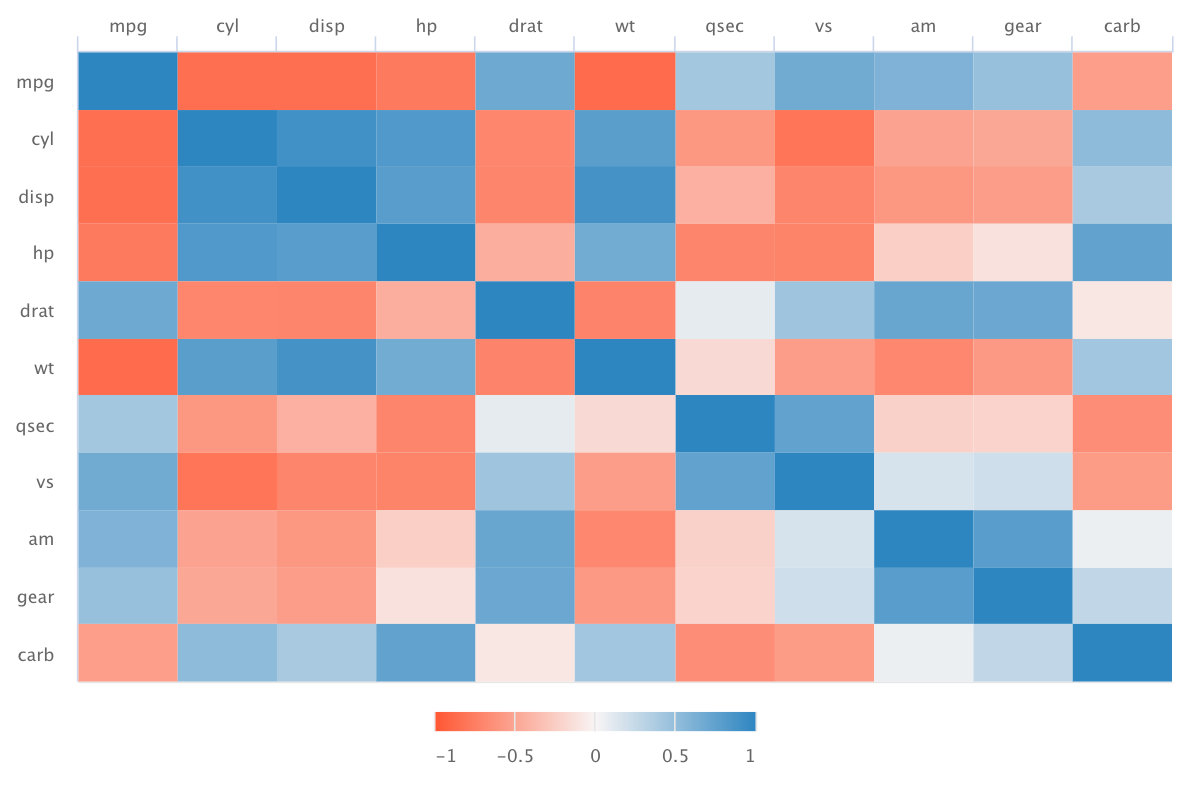 mpg cyl disp hp drat wt qsec vs am gear carb
mpg
cyl
disp
hp
drat
wt
qsec
vs
am
gear
carb
−1 −0.5 0 0.5 1